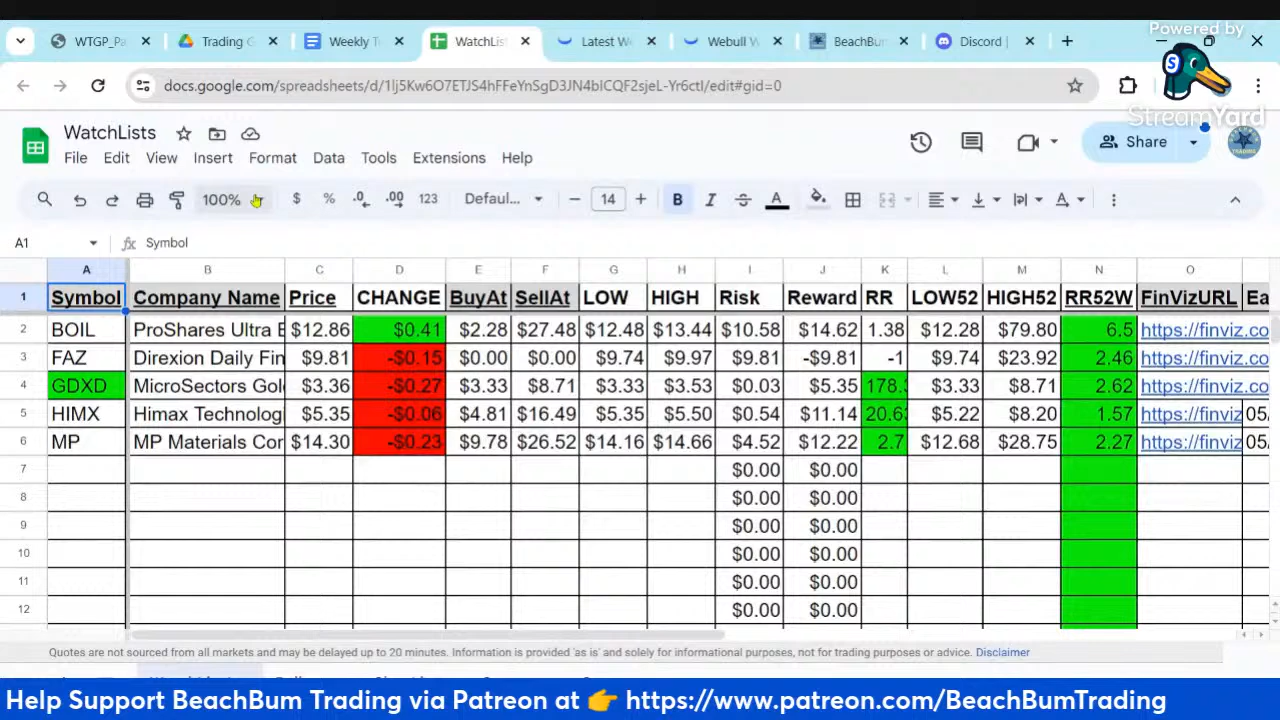 Powered by
StreamYard
WTGP_Pa
Trading G
Weekly T
WatchLis
Latest We
Webull W
BeachBum
Discord |
docs.google.com/spreadsheets/d/1lj5Kw6O7ETJS4hFFeYnSgD3JN4bICQF2sjeL-Yr6ctI/edit#gid=0
WatchLists
File Edit View Insert Format Data Tools Extensions Help
Share
100% $ % .0 .00 123 Defaul... − 14 + B I A
A1 fx Symbol
A B C D E F G H I J K L M N O
1 Symbol Company Name Price CHANGE BuyAt SellAt LOW HIGH Risk Reward RR LOW52 HIGH52 RR52W FinVizURL Ea
2 BOIL ProShares Ultra B $12.86 $0.41 $2.28 $27.48 $12.48 $13.44 $10.58 $14.62 1.38 $12.28 $79.80 6.5 https://finviz.co
3 FAZ Direxion Daily Fin $9.81 -$0.15 $0.00 $0.00 $9.74 $9.97 $9.81 -$9.81 -1 $9.74 $23.92 2.46 https://finviz.co
4 GDXD MicroSectors Gol $3.36 -$0.27 $3.33 $8.71 $3.33 $3.53 $0.03 $5.35 178. $3.33 $8.71 2.62 https://finviz.co
5 HIMX Himax Technolog $5.35 -$0.06 $4.81 $16.49 $5.35 $5.50 $0.54 $11.14 20.63 $5.22 $8.20 1.57 https://finviz 05/
6 MP MP Materials Cor $14.30 -$0.23 $9.78 $26.52 $14.16 $14.66 $4.52 $12.22 2.7 $12.68 $28.75 2.27 https://finviz 05/
7 $0.00 $0.00
8 $0.00 $0.00
9 $0.00 $0.00
10 $0.00 $0.00
11 $0.00 $0.00
12 $0.00 $0.00
Quotes are not sourced from all markets and may be delayed up to 20 minutes. Information is provided 'as is' and solely for informational purposes, not for trading purposes or advice. Disclaimer
Help Support BeachBum Trading via Patreon at 👉 https://www.patreon.com/BeachBumTrading